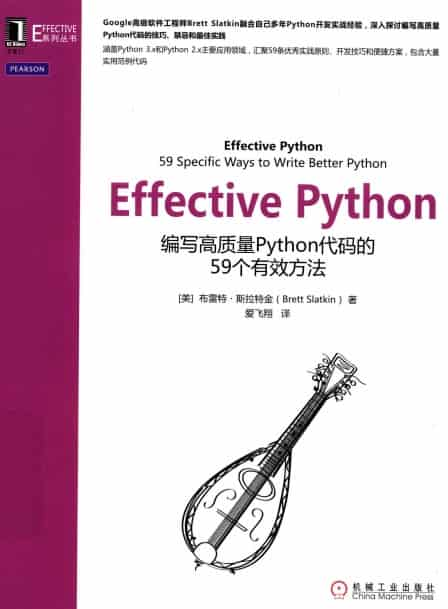 EFFECTIVE
系列丛书
华章科技
PEARSON
Google高级软件工程师Brett Slatkin融合自己多年Python开发实战经验，深入探讨编写高质量
Python代码的技巧、禁忌和最佳实践
涵盖Python 3.x和Python 2.x主要应用领域，汇聚59条优秀实践原则、开发技巧和便捷方案，包含大量
实用范例代码
Effective Python
59 Specific Ways to Write Better Python
Effective Python
编写高质量Python代码的
59个有效方法
[美] 布雷特·斯拉特金（Brett Slatkin）著
爱飞翔 译
机械工业出版社
China Machine Press